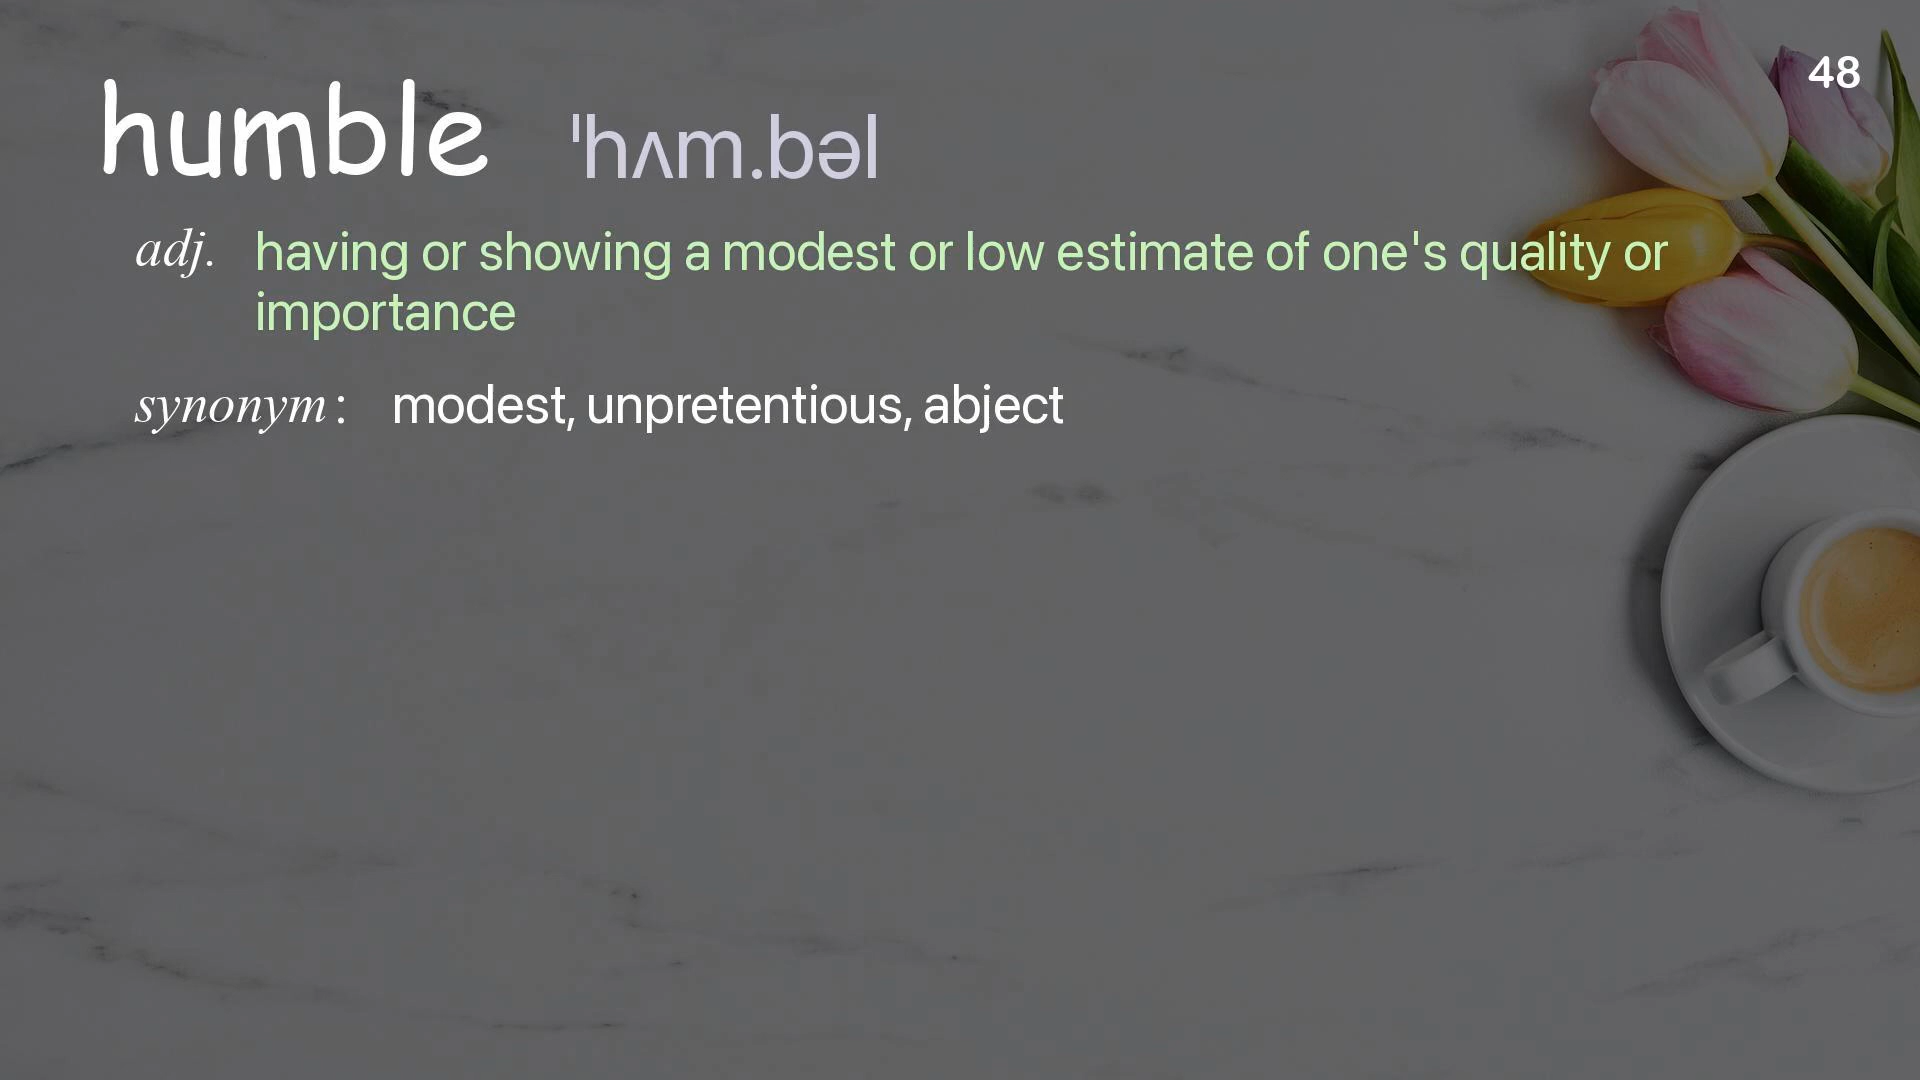 48
humble ˈhʌm.bəl
adj. having or showing a modest or low estimate of one's quality or
importance
synonym : modest, unpretentious, abject